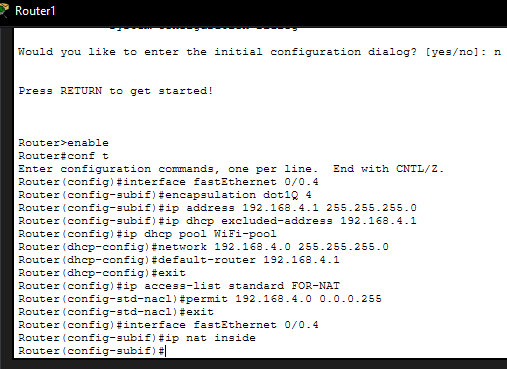 Router1
Would you like to enter the initial configuration dialog? [yes/no]: n
Press RETURN to get started!
Router>enable
Router#conf t
Enter configuration commands, one per line.  End with CNTL/Z.
Router(config)#interface fastEthernet 0/0.4
Router(config-subif)#encapsulation dot1Q 4
Router(config-subif)#ip address 192.168.4.1 255.255.255.0
Router(config-subif)#ip dhcp excluded-address 192.168.4.1
Router(config)#ip dhcp pool WiFi-pool
Router(dhcp-config)#network 192.168.4.0 255.255.255.0
Router(dhcp-config)#default-router 192.168.4.1
Router(dhcp-config)#exit
Router(config)#ip access-list standard FOR-NAT
Router(config-std-nacl)#permit 192.168.4.0 0.0.0.255
Router(config-std-nacl)#exit
Router(config)#interface fastEthernet 0/0.4
Router(config-subif)#ip nat inside
Router(config-subif)#